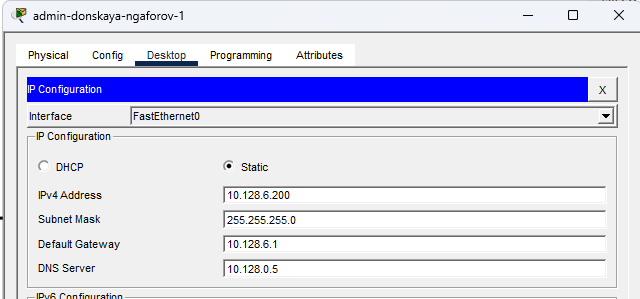 admin-donskaya-ngaforov-1
Physical Config Desktop Programming Attributes
IP Configuration X
Interface FastEthernet0
IP Configuration
DHCP Static
IPv4 Address 10.128.6.200
Subnet Mask 255.255.255.0
Default Gateway 10.128.6.1
DNS Server 10.128.0.5
IPv6 Configuration